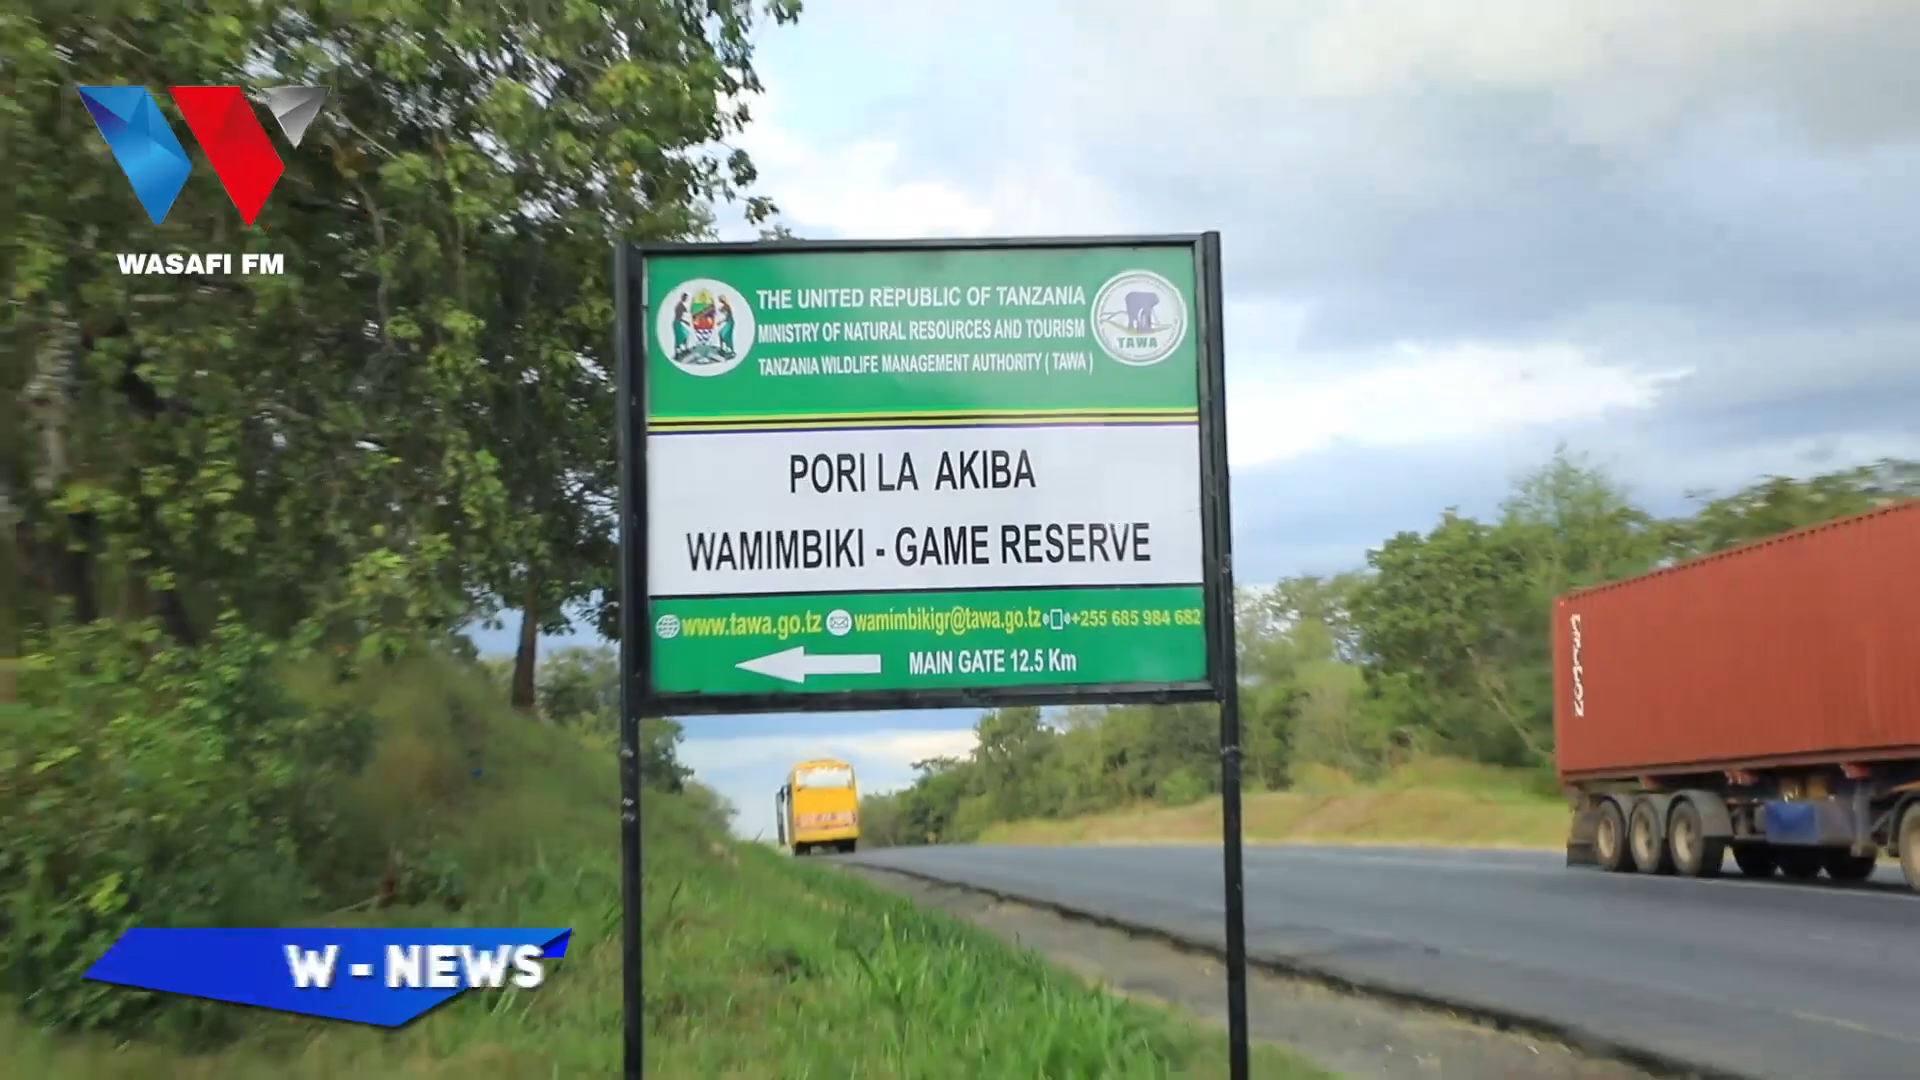 WASAFI FM
THE UNITED REPUBLIC OF TANZANIA
MINISTRY OF NATURAL RESOURCES AND TOURISM
TANZANIA WILDLIFE MANAGEMENT AUTHORITY ( TAWA )
TAWA
PORI LA AKIBA
WAMIMBIKI - GAME RESERVE
www.tawa.go.tz wamimbikigr@tawa.go.tz +255 685 984 682
MAIN GATE 12.5 Km
W - NEWS